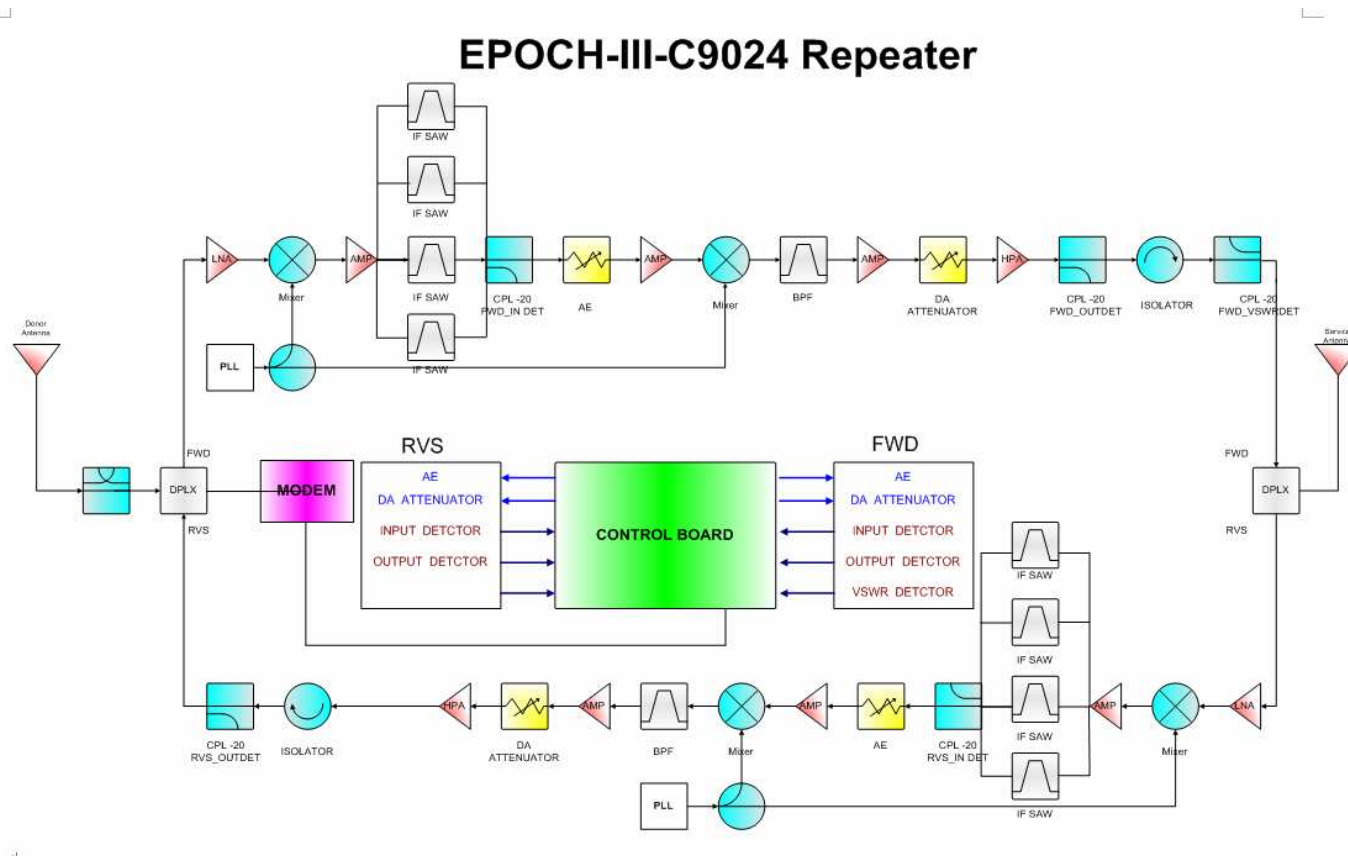 EPOCH-III-C9024 Repeater
IF SAW
IF SAW
LNA
Mixer
AMP
IF SAW
CPL -20
FWD_IN DET
AE
AMP
Mixer
BPF
AMP
DA
ATTENUATOR
HPA
CPL -20
FWD_OUTDET
ISOLATOR
CPL -20
FWD_VSWRDET
IF SAW
PLL
Donor
Antenna
Service
Antenna
FWD
DPLX
RVS
MODEM
RVS
AE
DA ATTENUATOR
INPUT DETCTOR
OUTPUT DETCTOR
CONTROL BOARD
FWD
AE
DA ATTENUATOR
INPUT DETCTOR
OUTPUT DETCTOR
VSWR DETCTOR
FWD
DPLX
RVS
IF SAW
IF SAW
CPL -20
RVS_OUTDET
ISOLATOR
HPA
DA
ATTENUATOR
AMP
BPF
Mixer
AMP
AE
CPL -20
RVS_IN DET
IF SAW
AMP
Mixer
LNA
PLL
IF SAW